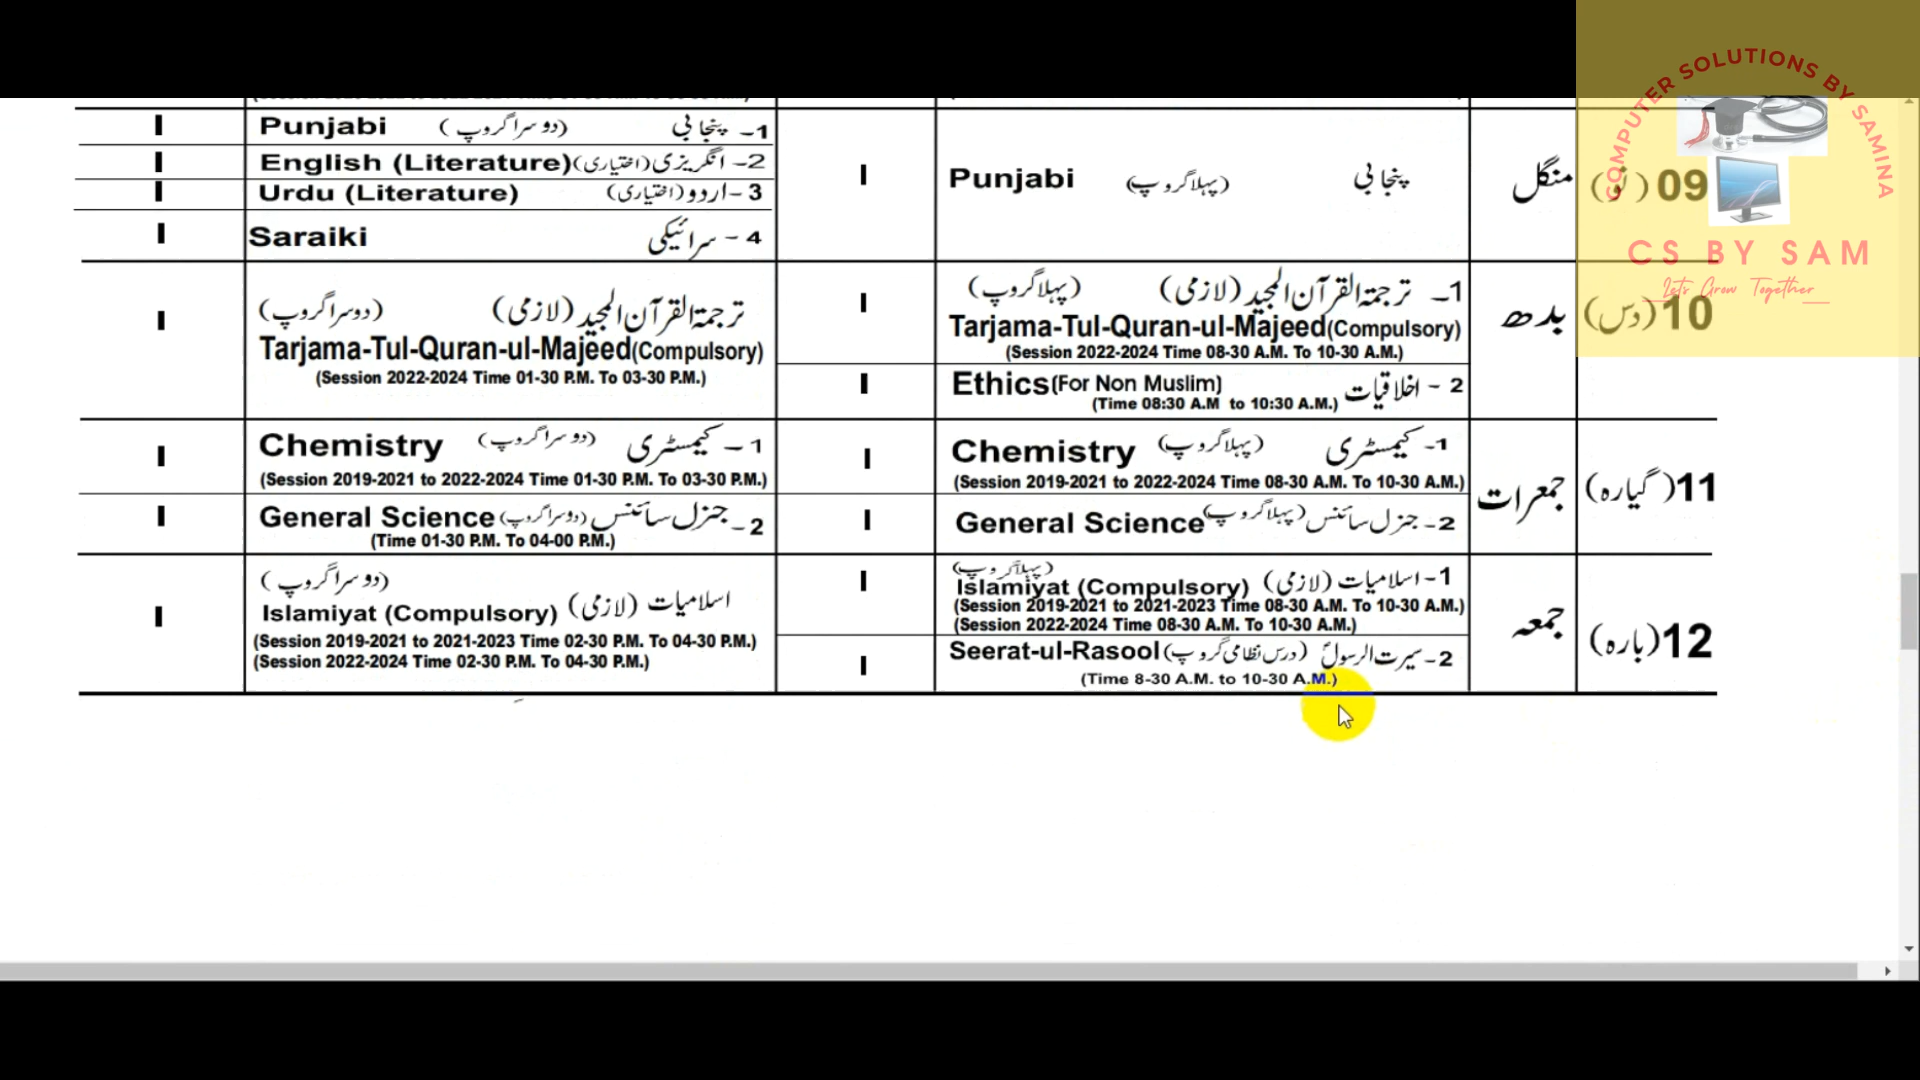 COMPUTER SOLUTIONS BY SAMINA
CS BY SAM
Let's Grow Together
I Punjabi (دوسرا گروپ) 1- پنجابی
I English (Literature) 2- انگریزی (اختیاری)
I Urdu (Literature) 3- اردو (اختیاری)
I Saraiki 4 - سرائیکی
I Punjabi (پہلا گروپ) پنجابی
منگل
09 (نو)
I ترجمۃ القرآن المجید (لازمی) (دوسرا گروپ)
Tarjama-Tul-Quran-ul-Majeed(Compulsory)
(Session 2022-2024 Time 01-30 P.M. To 03-30 P.M.)
I 1- ترجمۃ القرآن المجید (لازمی) (پہلا گروپ)
Tarjama-Tul-Quran-ul-Majeed(Compulsory)
(Session 2022-2024 Time 08-30 A.M. To 10-30 A.M.)
I Ethics(For Non Muslim) 2 - اخلاقیات
(Time 08:30 A.M to 10:30 A.M.)
بدھ
10 (دس)
I Chemistry (دوسرا گروپ) 1 - کیمسٹری
(Session 2019-2021 to 2022-2024 Time 01-30 P.M. To 03-30 P.M.)
I General Science (دوسرا گروپ) 2- جنرل سائنس
(Time 01-30 P.M. To 04-00 P.M.)
I Chemistry (پہلا گروپ) 1- کیمسٹری
(Session 2019-2021 to 2022-2024 Time 08-30 A.M. To 10-30 A.M.)
I General Science (پہلا گروپ) 2- جنرل سائنس
جمعرات
11 (گیارہ)
I (دوسرا گروپ)
Islamiyat (Compulsory) اسلامیات (لازمی)
(Session 2019-2021 to 2021-2023 Time 02-30 P.M. To 04-30 P.M.)
(Session 2022-2024 Time 02-30 P.M. To 04-30 P.M.)
I (پہلا گروپ)
Islamiyat (Compulsory) 1- اسلامیات (لازمی)
(Session 2019-2021 to 2021-2023 Time 08-30 A.M. To 10-30 A.M.)
(Session 2022-2024 Time 08-30 A.M. To 10-30 A.M.)
I Seerat-ul-Rasool (درس نظامی گروپ) 2- سیرت الرسولؐ
(Time 8-30 A.M. to 10-30 A.M.)
جمعہ
12 (بارہ)